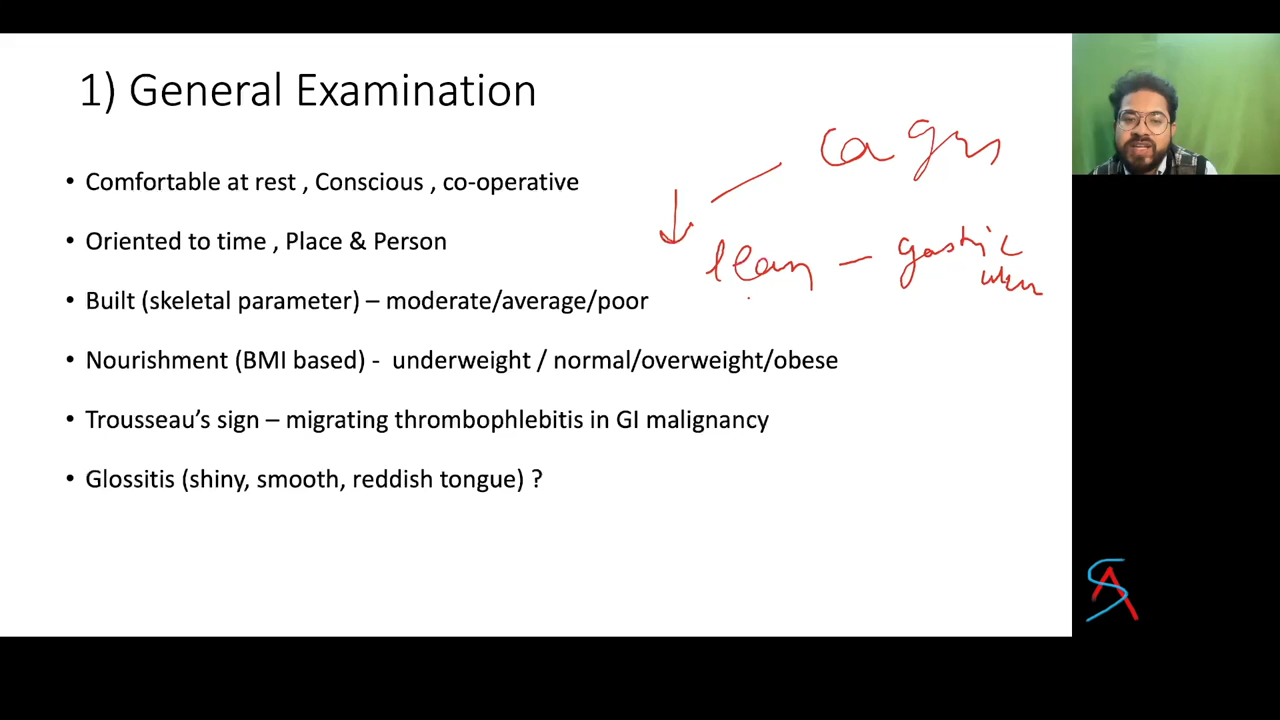 1) General Examination
• Comfortable at rest , Conscious , co-operative
• Oriented to time , Place & Person
• Built (skeletal parameter) – moderate/average/poor
• Nourishment (BMI based) - underweight / normal/overweight/obese
• Trousseau’s sign – migrating thrombophlebitis in GI malignancy
• Glossitis (shiny, smooth, reddish tongue) ?
ca
lean – gastric
SA